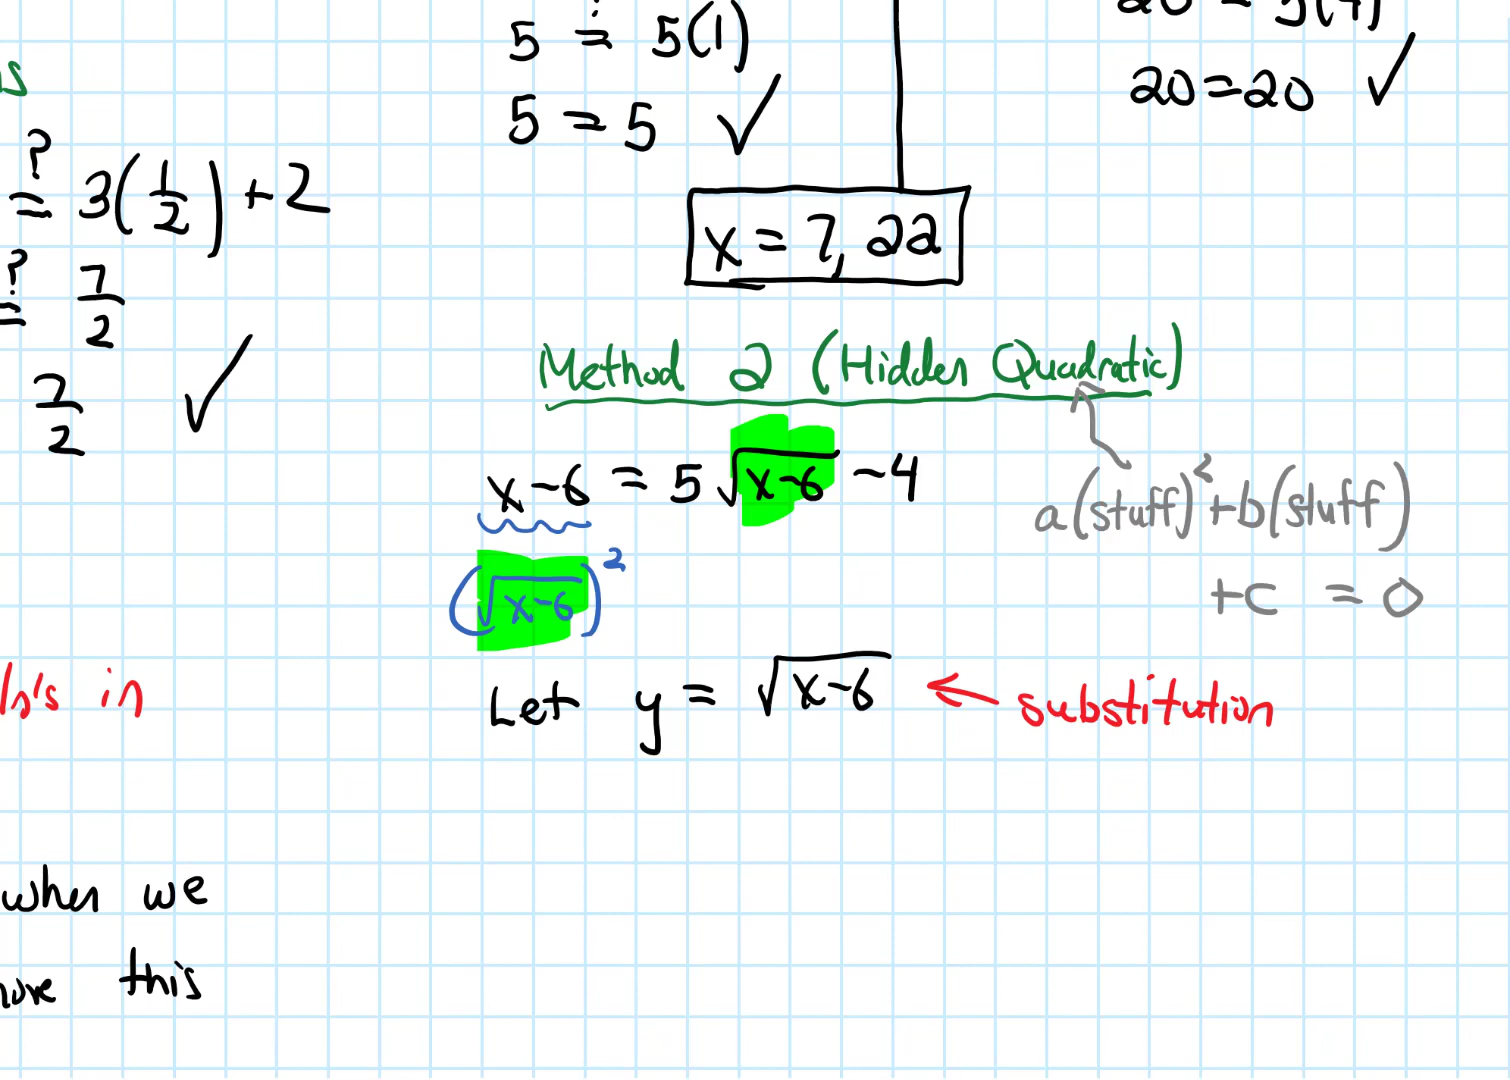 5 ≟ 5(1)
5 = 5 ✓
20 = 20 ✓
x = 7, 22
≟ 3(1/2) + 2
≟ 7/2
7/2 ✓
Method 2 (Hidden Quadratic)
x-6 = 5√(x-6) - 4
(√(x-6))²
a(stuff)² + b(stuff)
+c = 0
Let y = √(x-6) ← substitution
in
when we
this